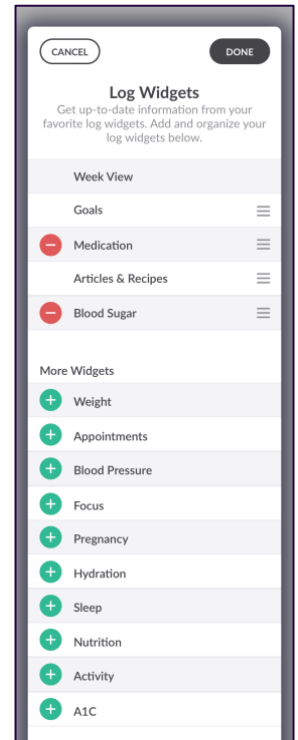 CANCEL
DONE
Log Widgets
Get up-to-date information from your
favorite log widgets. Add and organize your
log widgets below.
Week View
Goals
Medication
Articles & Recipes
Blood Sugar
More Widgets
Weight
Appointments
Blood Pressure
Focus
Pregnancy
Hydration
Sleep
Nutrition
Activity
A1C